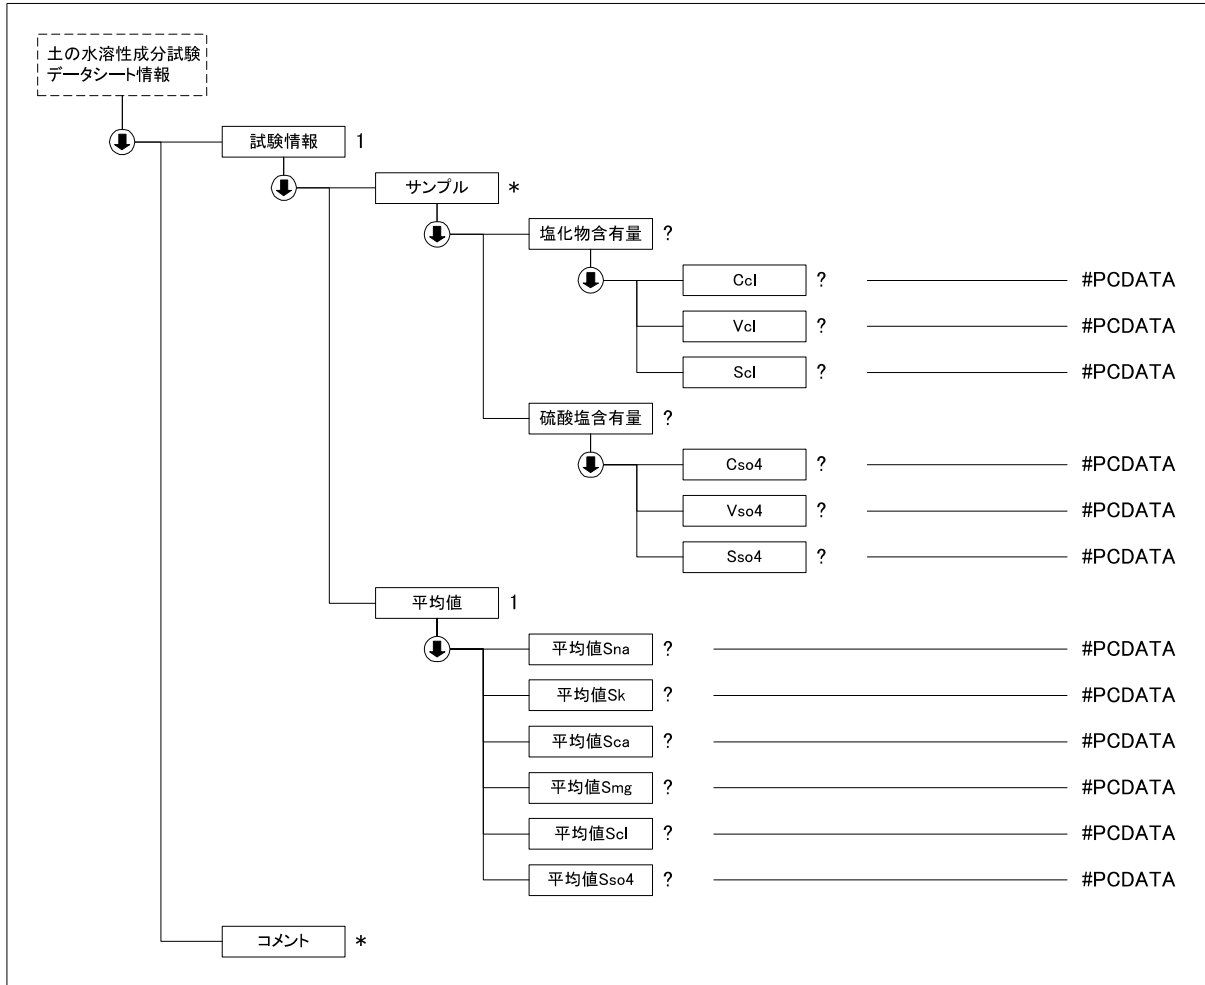 土の水溶性成分試験
データシート情報
試験情報 1
サンプル *
塩化物含有量 ?
Ccl ? #PCDATA
Vcl ? #PCDATA
Scl ? #PCDATA
硫酸塩含有量 ?
Cso4 ? #PCDATA
Vso4 ? #PCDATA
Sso4 ? #PCDATA
平均値 1
平均値Sna ? #PCDATA
平均値Sk ? #PCDATA
平均値Sca ? #PCDATA
平均値Smg ? #PCDATA
平均値Scl ? #PCDATA
平均値Sso4 ? #PCDATA
コメント *